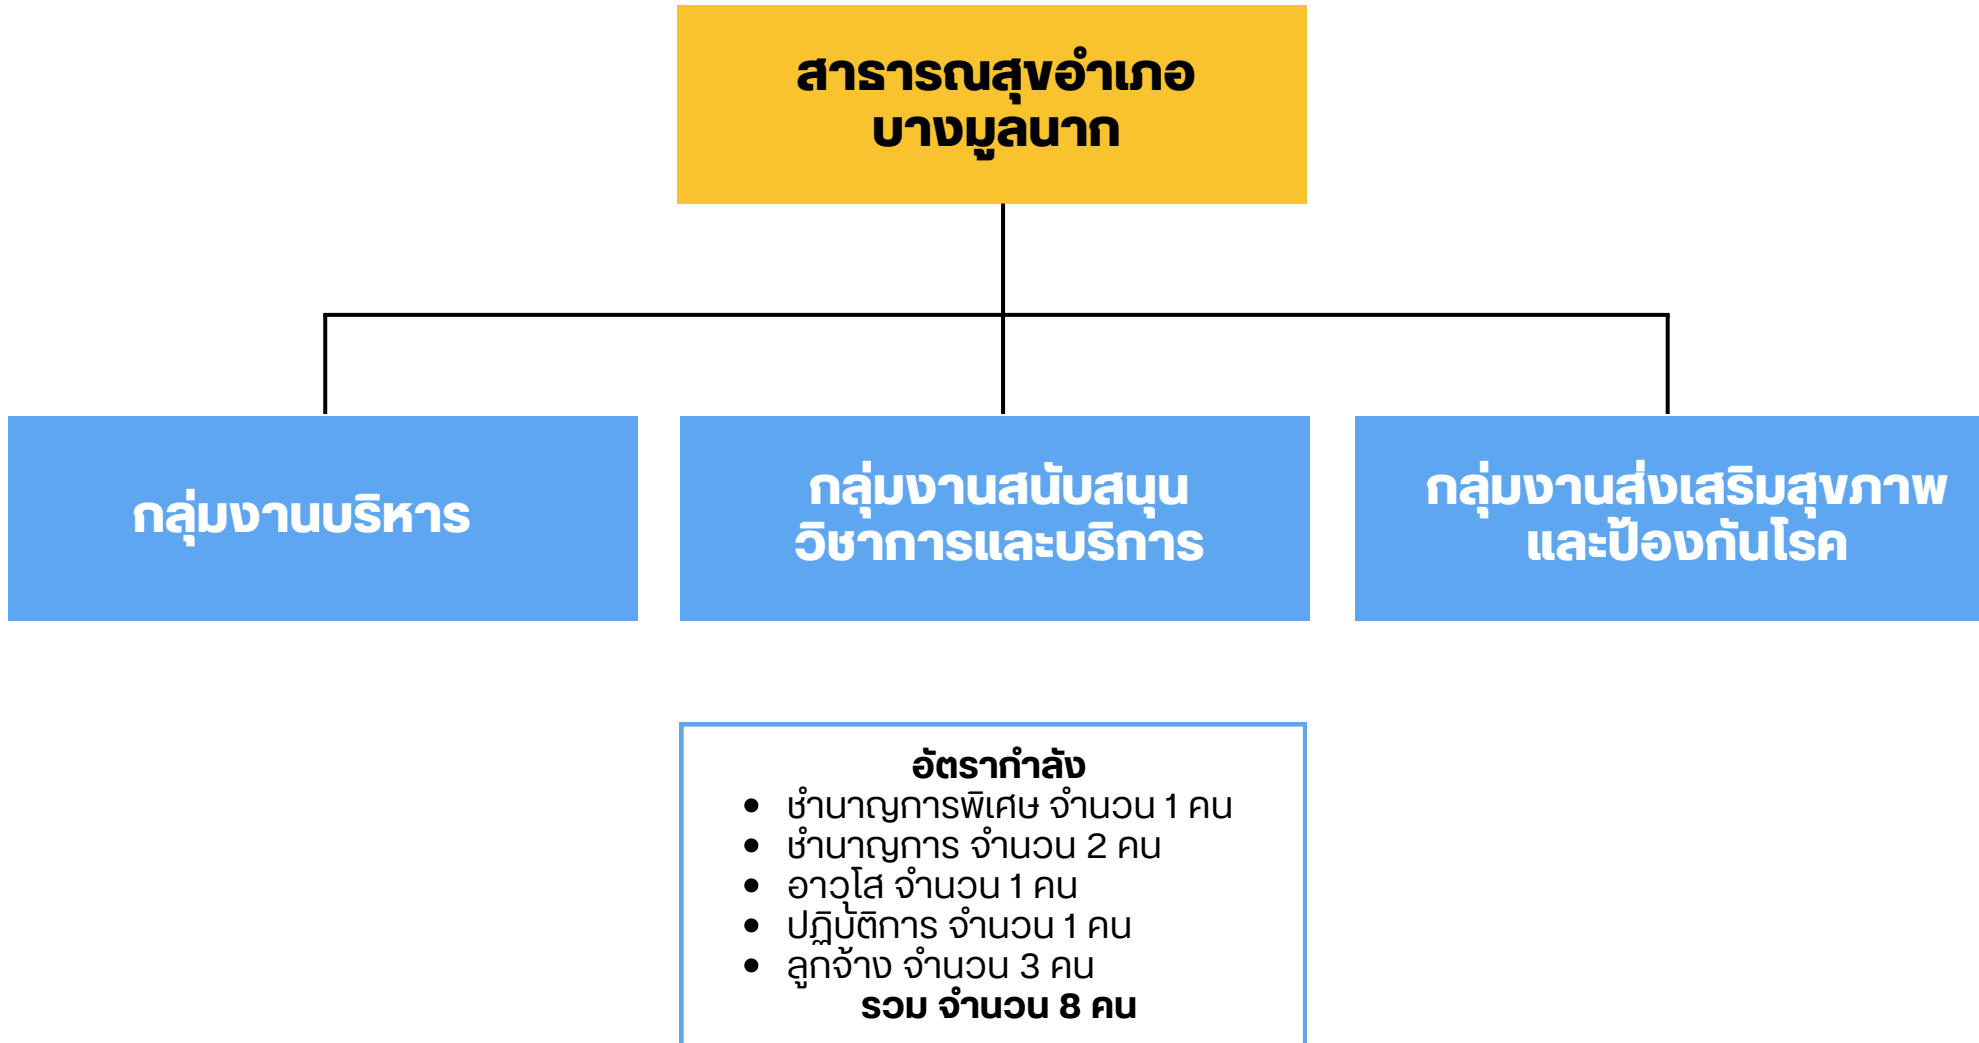 สาธารณสุขอำเภอ
บางมูลนาก
กลุ่มงานบริหาร
กลุ่มงานสนับสนุน
วิชาการและบริการ
กลุ่มงานส่งเสริมสุขภาพ
และป้องกันโรค
อัตรากำลัง
• ชำนาญการพิเศษ จำนวน 1 คน
• ชำนาญการ จำนวน 2 คน
• อาวุโส จำนวน 1 คน
• ปฏิบัติการ จำนวน 1 คน
• ลูกจ้าง จำนวน 3 คน
รวม จำนวน 8 คน